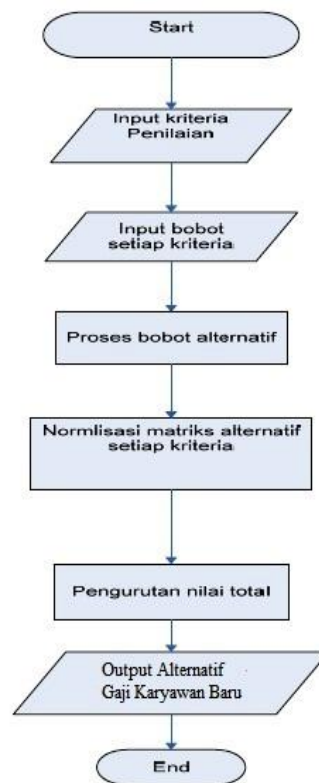 Start
Input kriteria
Penilaian
Input bobot
setiap kriteria
Proses bobot alternatif
Normlisasi matriks alternatif
setiap kriteria
Pengurutan nilai total
Output Alternatif
Gaji Karyawan Baru
End